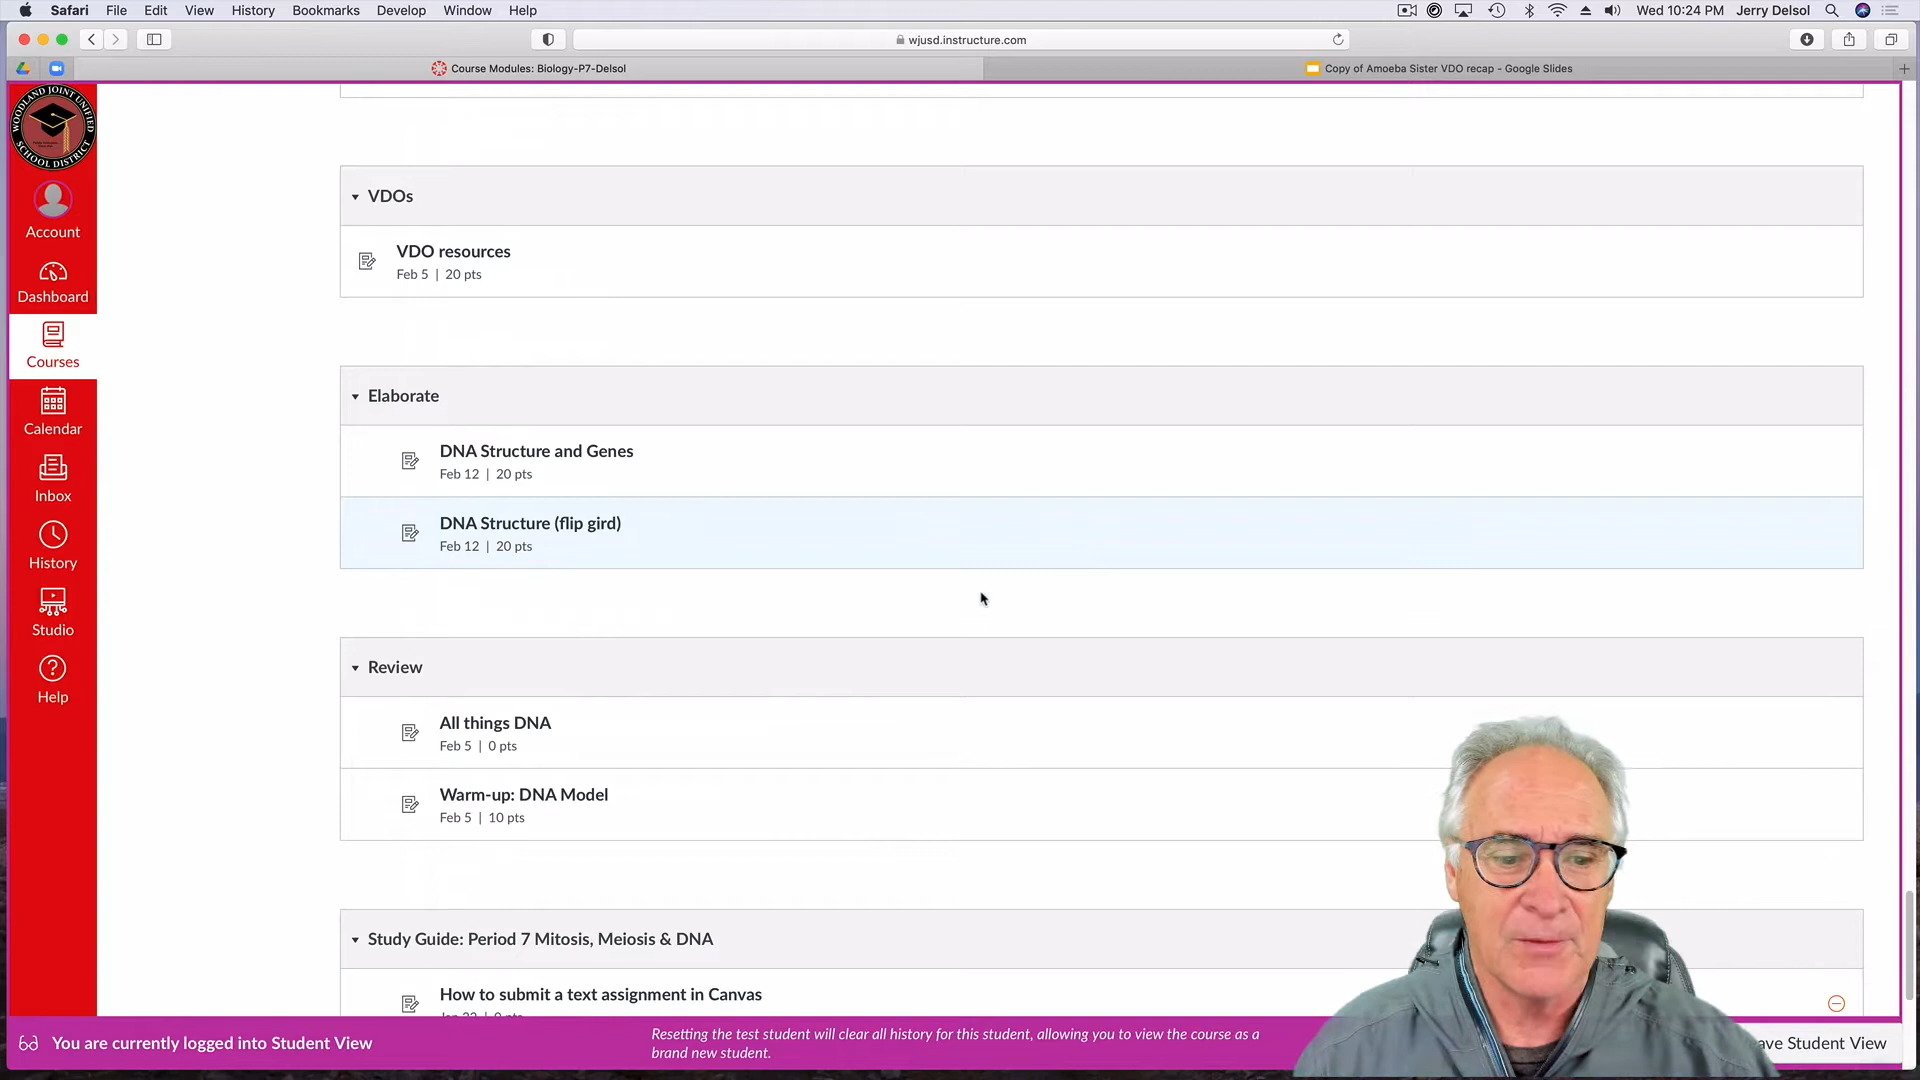 Safari File Edit View History Bookmarks Develop Window Help Wed 10:24 PM Jerry Delsol
wjusd.instructure.com
Course Modules: Biology-P7-Delsol
Copy of Amoeba Sister VDO recap - Google Slides
WOODLAND JOINT UNIFIED
SCHOOL DISTRICT
Account
Dashboard
Courses
Calendar
Inbox
History
Studio
Help
VDOs
VDO resources
Feb 5 | 20 pts
Elaborate
DNA Structure and Genes
Feb 12 | 20 pts
DNA Structure (flip gird)
Feb 12 | 20 pts
Review
All things DNA
Feb 5 | 0 pts
Warm-up: DNA Model
Feb 5 | 10 pts
Study Guide: Period 7 Mitosis, Meiosis & DNA
How to submit a text assignment in Canvas
You are currently logged into Student View
Resetting the test student will clear all history for this student, allowing you to view the course as a
brand new student.
ave Student View